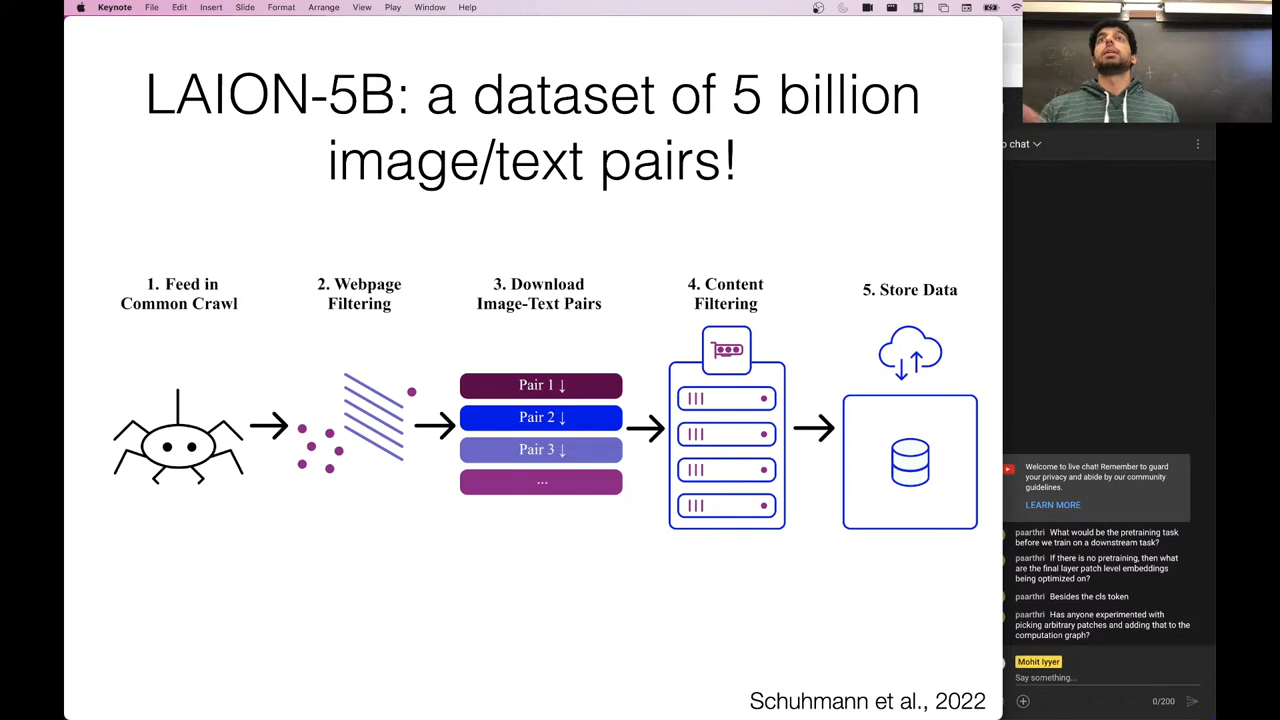 Keynote File Edit Insert Slide Format Arrange View Play Window Help
LAION-5B: a dataset of 5 billion
image/text pairs!
1. Feed in
Common Crawl
2. Webpage
Filtering
3. Download
Image-Text Pairs
4. Content
Filtering
5. Store Data
Pair 1 ↓
Pair 2 ↓
Pair 3 ↓
...
Schuhmann et al., 2022
chat
Welcome to live chat! Remember to guard
your privacy and abide by our community
guidelines.
LEARN MORE
paarthri What would be the pretraining task
before we train on a downstream task?
paarthri If there is no pretraining, then what
are the final layer patch level embeddings
being optimized on?
paarthri Besides the cls token
paarthri Has anyone experimented with
picking arbitrary patches and adding that to the
computation graph?
Mohit Iyyer
Say something...
0/200